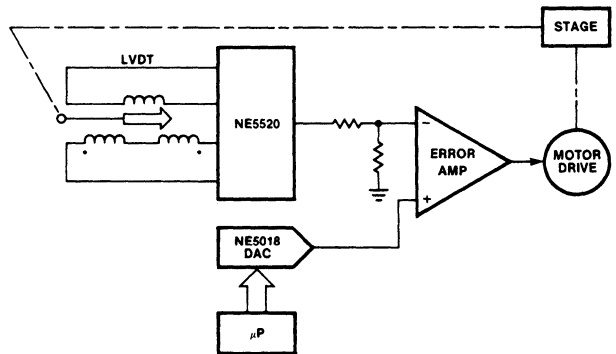 STAGE
LVDT
NE5520
−
ERROR
AMP
+
MOTOR
DRIVE
NE5018
DAC
μP